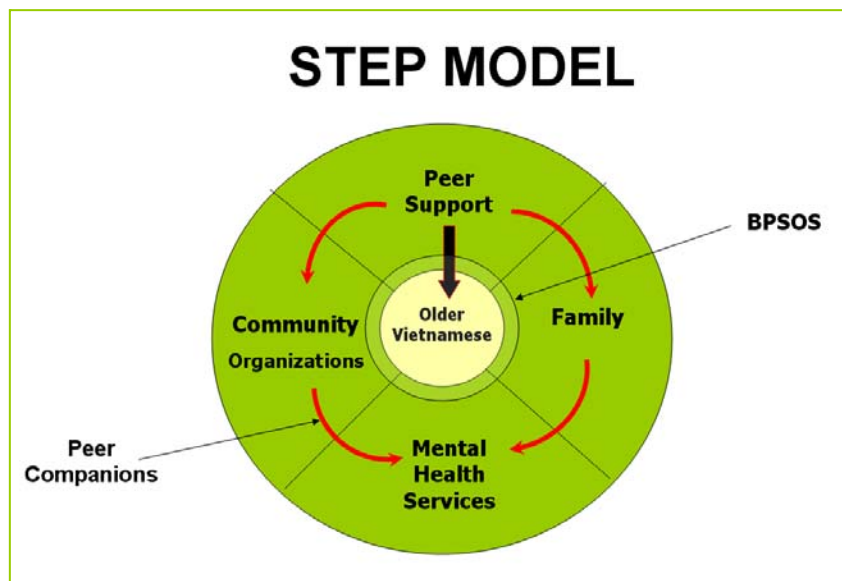 STEP MODEL
Peer
Support
BPSOS
Older
Vietnamese
Community
Organizations
Family
Peer
Companions
Mental
Health
Services